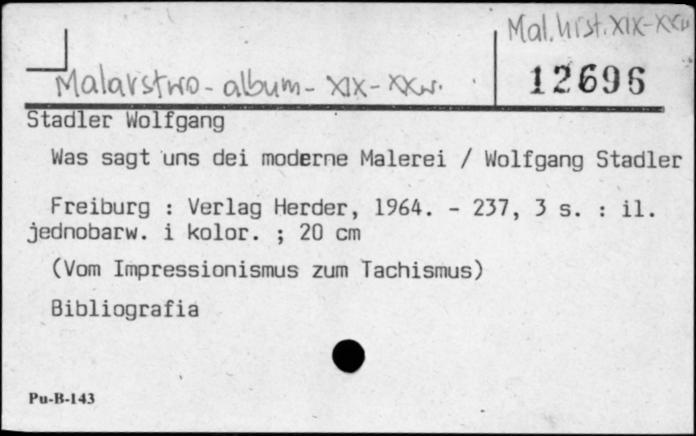 Mal. hist. XIX-XXw
Malarstwo - album - XIX - XXw.
12696
Stadler Wolfgang
Was sagt uns dei moderne Malerei / Wolfgang Stadler
Freiburg : Verlag Herder, 1964. - 237, 3 s. : il.
jednobarw. i kolor. ; 20 cm
(Vom Impressionismus zum Tachismus)
Bibliografia
Pu-B-143